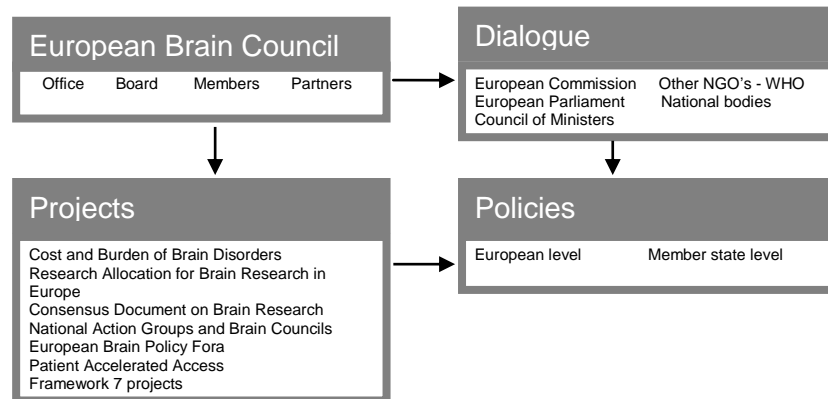 European Brain Council
Office Board Members Partners
Dialogue
European Commission Other NGO's - WHO
European Parliament National bodies
Council of Ministers
Projects
Cost and Burden of Brain Disorders
Research Allocation for Brain Research in
Europe
Consensus Document on Brain Research
National Action Groups and Brain Councils
European Brain Policy Fora
Patient Accelerated Access
Framework 7 projects
Policies
European level Member state level